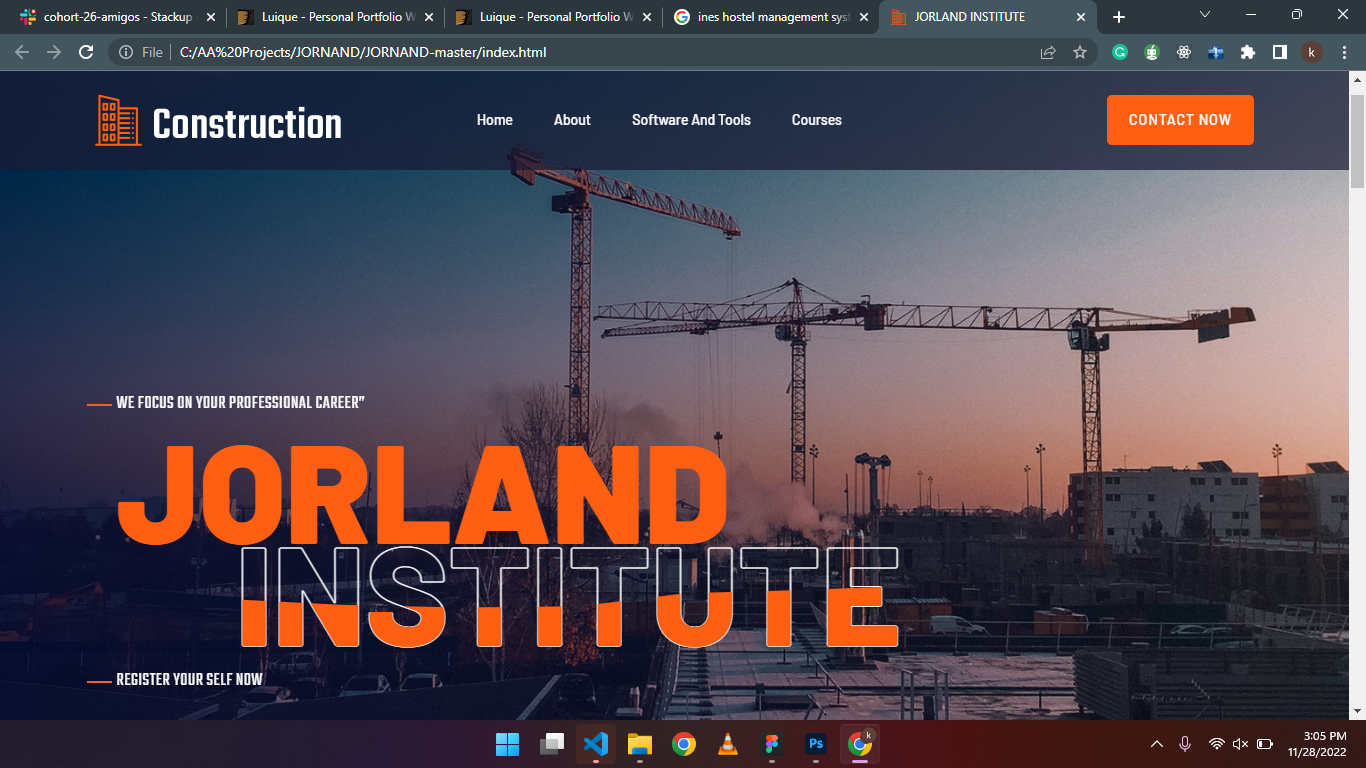 cohort-26-amigos - Stackup
Luique - Personal Portfolio W
Luique - Personal Portfolio W
ines hostel management syst
JORLAND INSTITUTE
File
C:/AA%20Projects/JORNAND/JORNAND-master/index.html
k
Construction
Home
About
Software And Tools
Courses
CONTACT NOW
WE FOCUS ON YOUR PROFESSIONAL CAREER"
JORLAND
INSTITUTE
REGISTER YOUR SELF NOW
Ps
k
3:05 PM
11/28/2022